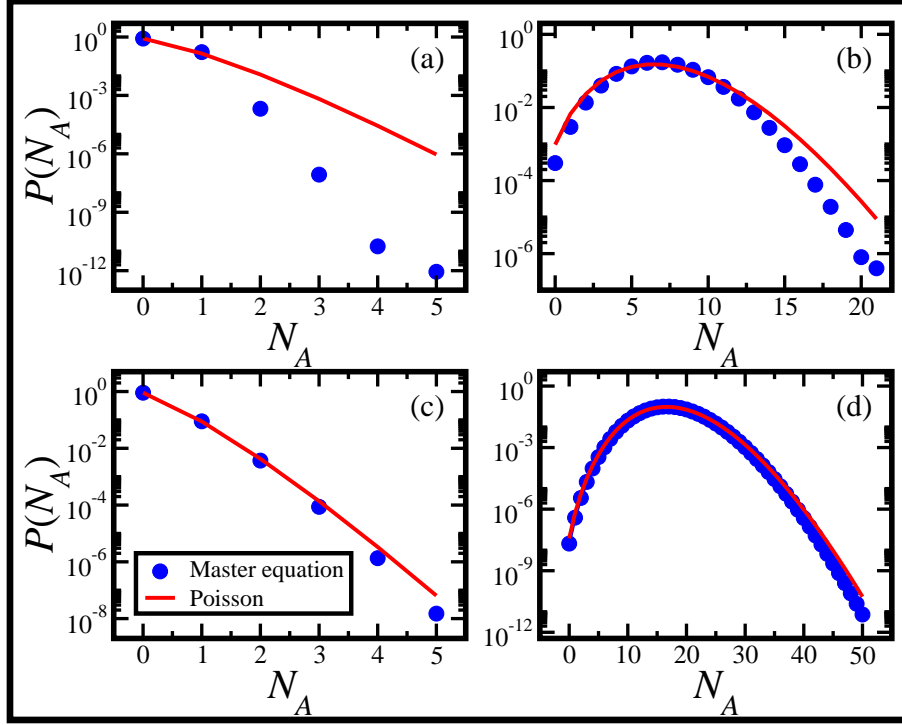 (a)
P(N_A)
10^0
10^-3
10^-6
10^-9
10^-12
0 1 2 3 4 5
N_A
(b)
10^0
10^-2
10^-4
10^-6
0 5 10 15 20
N_A
(c)
P(N_A)
10^0
10^-2
10^-4
10^-6
10^-8
Master equation
Poisson
0 1 2 3 4 5
N_A
(d)
10^0
10^-3
10^-6
10^-9
10^-12
0 10 20 30 40 50
N_A